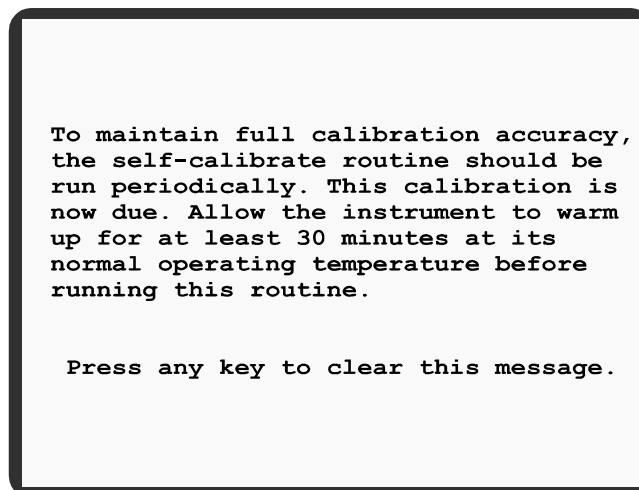 To maintain full calibration accuracy,
the self-calibrate routine should be
run periodically. This calibration is
now due. Allow the instrument to warm
up for at least 30 minutes at its
normal operating temperature before
running this routine.
Press any key to clear this message.